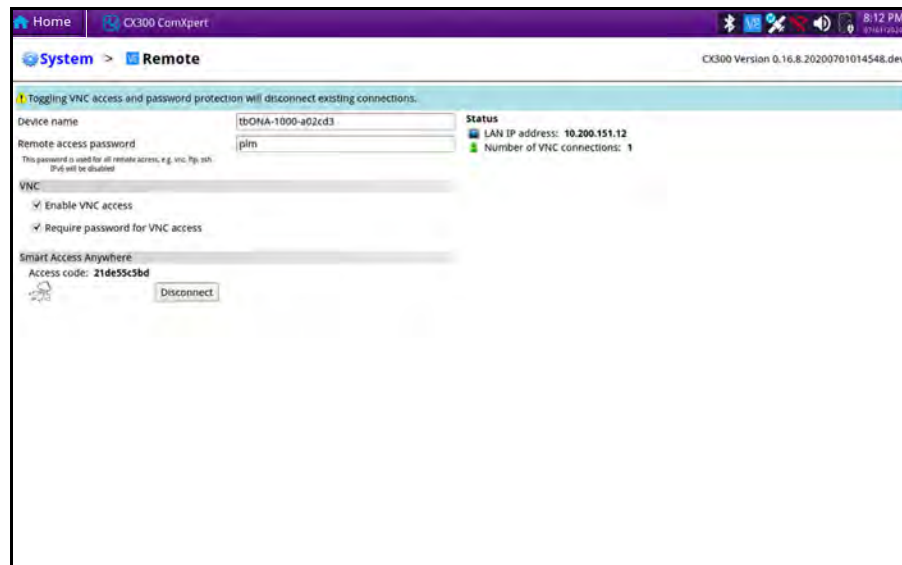 Home
CX300 ComXpert
8:12 PM
System > Remote
CX300 Version 0.16.8.20200701014548.dev
Toggling VNC access and password protection will disconnect existing connections.
Device name
tbONA-1000-a02cd3
Remote access password
plm
This password is used for all remote access, e.g. vnc, ftp, ssh.
IPv6 will be disabled
VNC
Enable VNC access
Require password for VNC access
Smart Access Anywhere
Access code: 21de55c5bd
Disconnect
Status
LAN IP address: 10.200.151.12
Number of VNC connections: 1